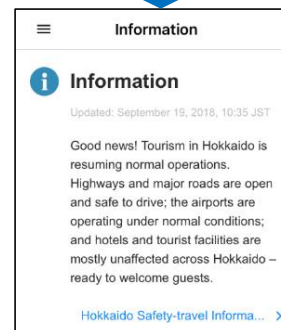 Information
Information
Updated: September 19, 2018, 10:35 JST
Good news! Tourism in Hokkaido is
resuming normal operations.
Highways and major roads are open
and safe to drive; the airports are
operating under normal conditions;
and hotels and tourist facilities are
mostly unaffected across Hokkaido –
ready to welcome guests.
Hokkaido Safety-travel Informa...